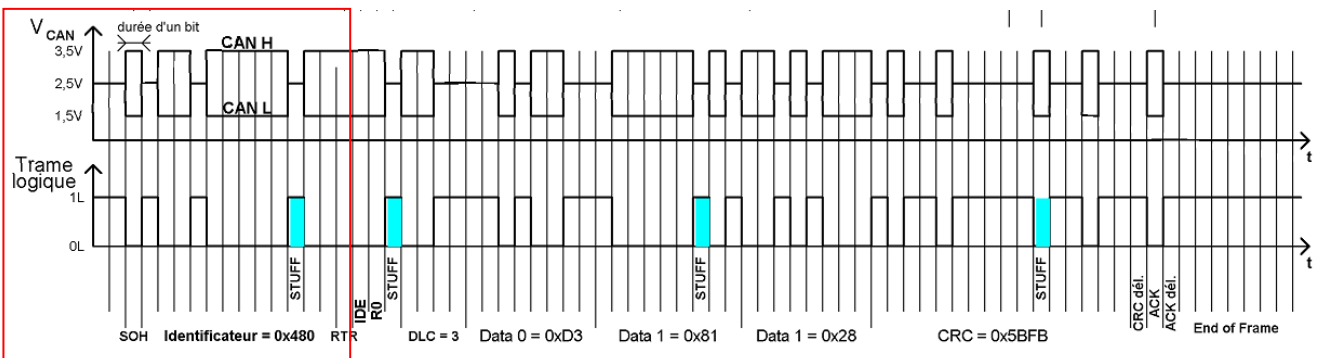 V CAN
durée d'un bit
3,5V
CAN H
2,5V
CAN L
1,5V
t
Trame
logique
1L
0L
t
STUFF
STUFF
STUFF
STUFF
IDE
R0
CRC dél.
ACK
ACK dél.
SOH Identificateur = 0x480 RTR DLC = 3 Data 0 = 0xD3 Data 1 = 0x81 Data 1 = 0x28 CRC = 0x5BFB End of Frame